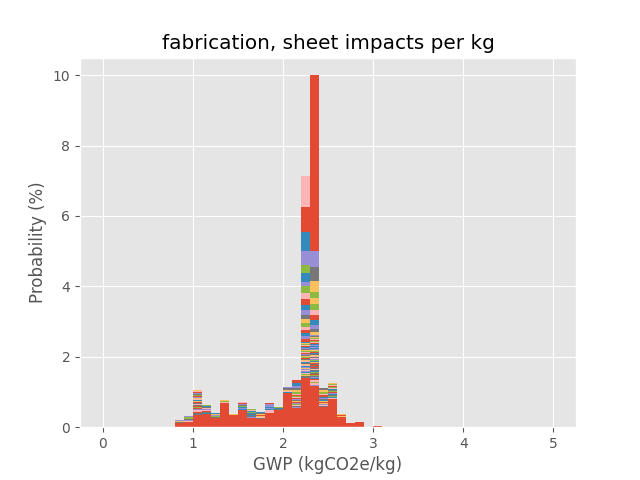 fabrication, sheet impacts per kg
Probability (%)
10
8
6
4
2
0
0 1 2 3 4 5
GWP (kgCO2e/kg)